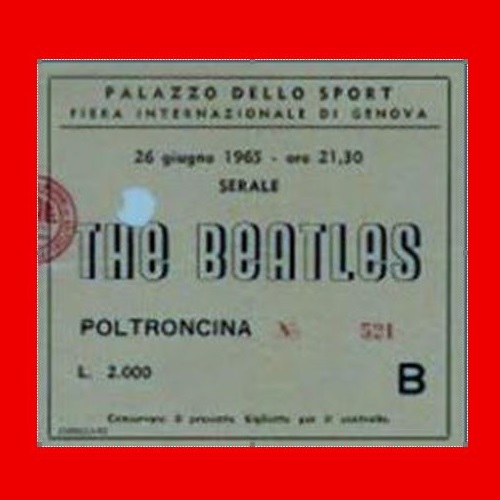 PALAZZO DELLO SPORT
FIERA INTERNAZIONALE DI GENOVA
26 giugno 1965 - ore 21,30
SERALE
THE BEATLES
POLTRONCINA N. 521
L. 2.000
B
Conservare il presente biglietto per il controllo.